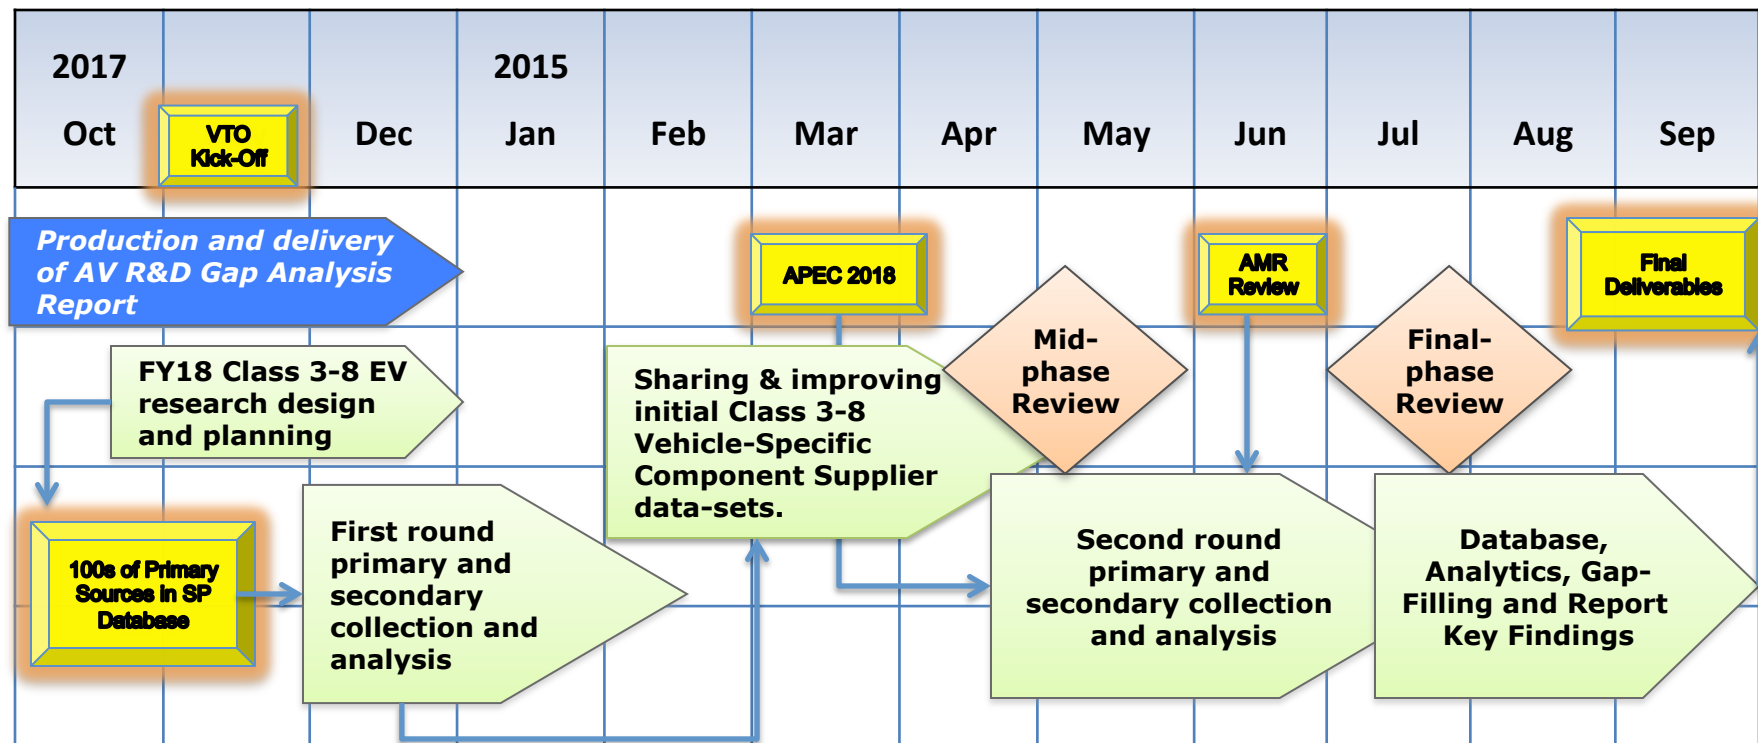 2017
2015
Oct
VTO
Kick-Off
Dec
Jan
Feb
Mar
Apr
May
Jun
Jul
Aug
Sep
Production and delivery
of AV R&D Gap Analysis
Report
APEC 2018
AMR
Review
Final
Deliverables
FY18 Class 3-8 EV
research design
and planning
Sharing & improving
initial Class 3-8
Vehicle-Specific
Component Supplier
data-sets.
Mid-
phase
Review
Final-
phase
Review
100s of Primary
Sources in SP
Database
First round
primary and
secondary
collection and
analysis
Second round
primary and
secondary collection
and analysis
Database,
Analytics, Gap-
Filling and Report
Key Findings